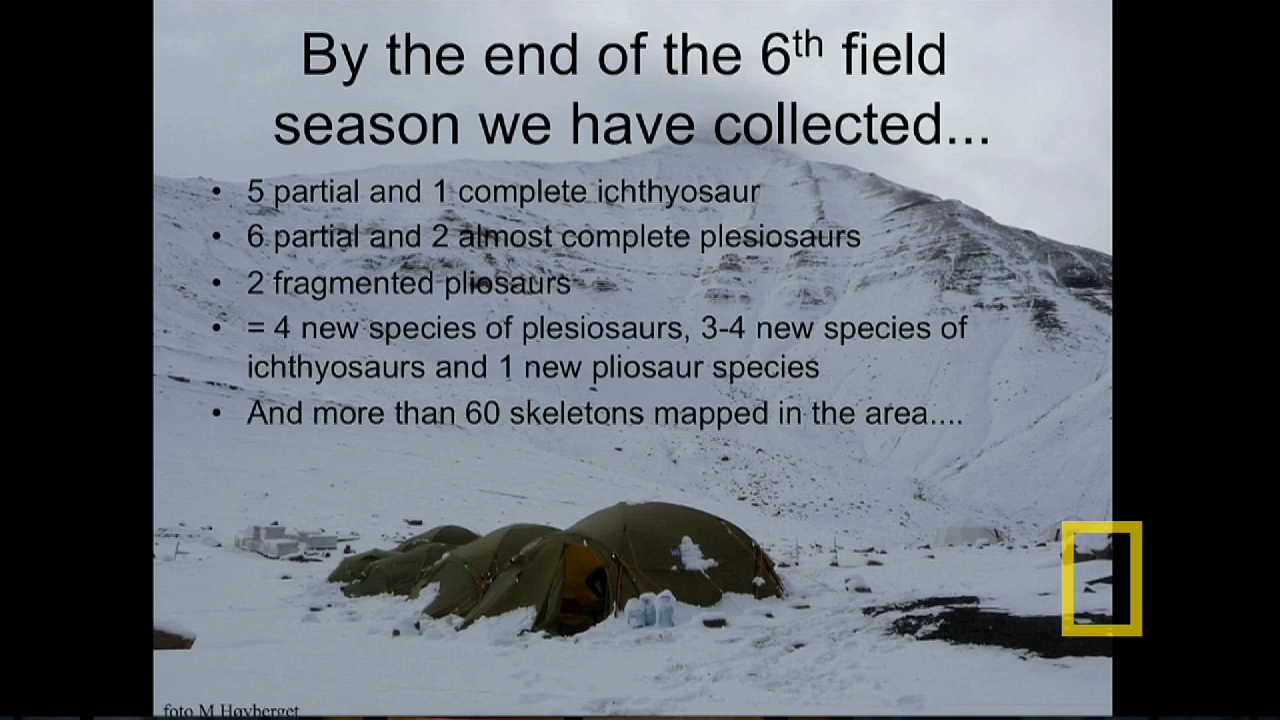 By the end of the 6th field
season we have collected...
• 5 partial and 1 complete ichthyosaur
• 6 partial and 2 almost complete plesiosaurs
• 2 fragmented pliosaurs
• = 4 new species of plesiosaurs, 3-4 new species of
ichthyosaurs and 1 new pliosaur species
• And more than 60 skeletons mapped in the area....
foto M Høyberget